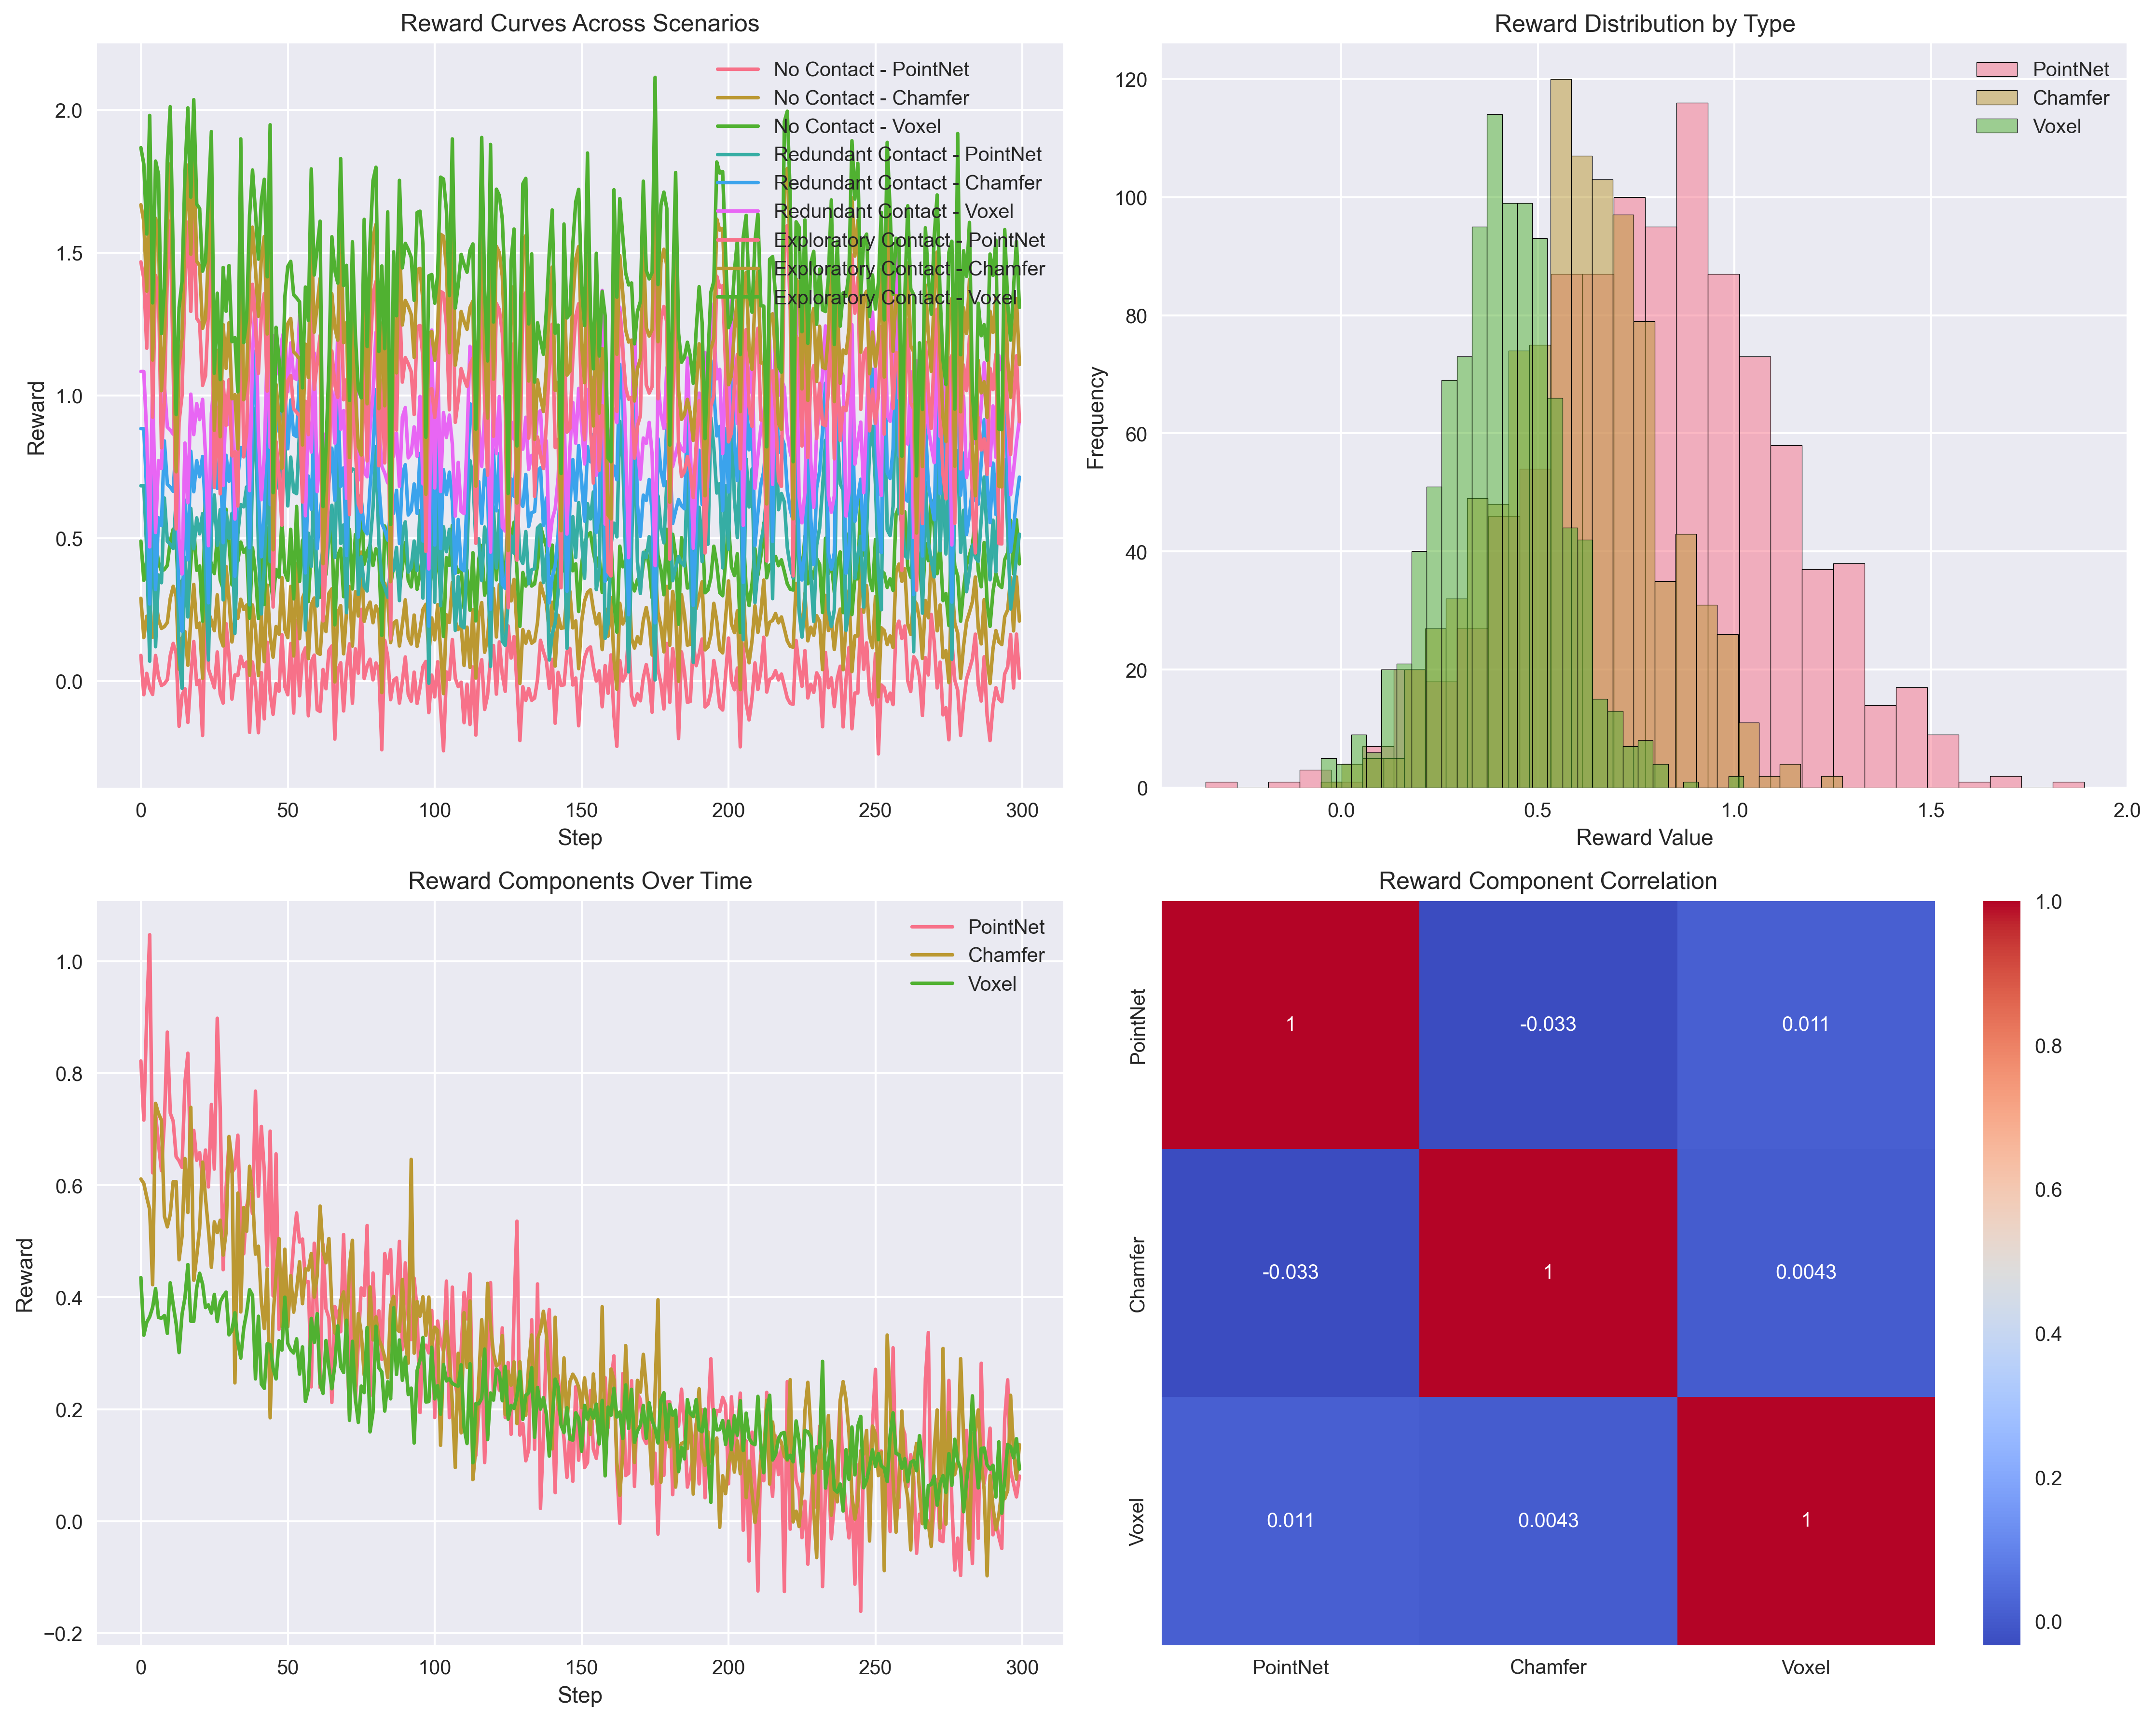 Reward Curves Across Scenarios
Reward
2.0
1.5
1.0
0.5
0.0
0
50
100
150
200
250
300
Step
No Contact - PointNet
No Contact - Chamfer
No Contact - Voxel
Redundant Contact - PointNet
Redundant Contact - Chamfer
Redundant Contact - Voxel
Exploratory Contact - PointNet
Exploratory Contact - Chamfer
Exploratory Contact - Voxel
Reward Distribution by Type
Frequency
120
100
80
60
40
20
0
0.0
0.5
1.0
1.5
2.0
Reward Value
PointNet
Chamfer
Voxel
Reward Components Over Time
Reward
1.0
0.8
0.6
0.4
0.2
0.0
−0.2
0
50
100
150
200
250
300
Step
PointNet
Chamfer
Voxel
Reward Component Correlation
PointNet
Chamfer
Voxel
1
-0.033
0.011
-0.033
1
0.0043
0.011
0.0043
1
PointNet
Chamfer
Voxel
1.0
0.8
0.6
0.4
0.2
0.0